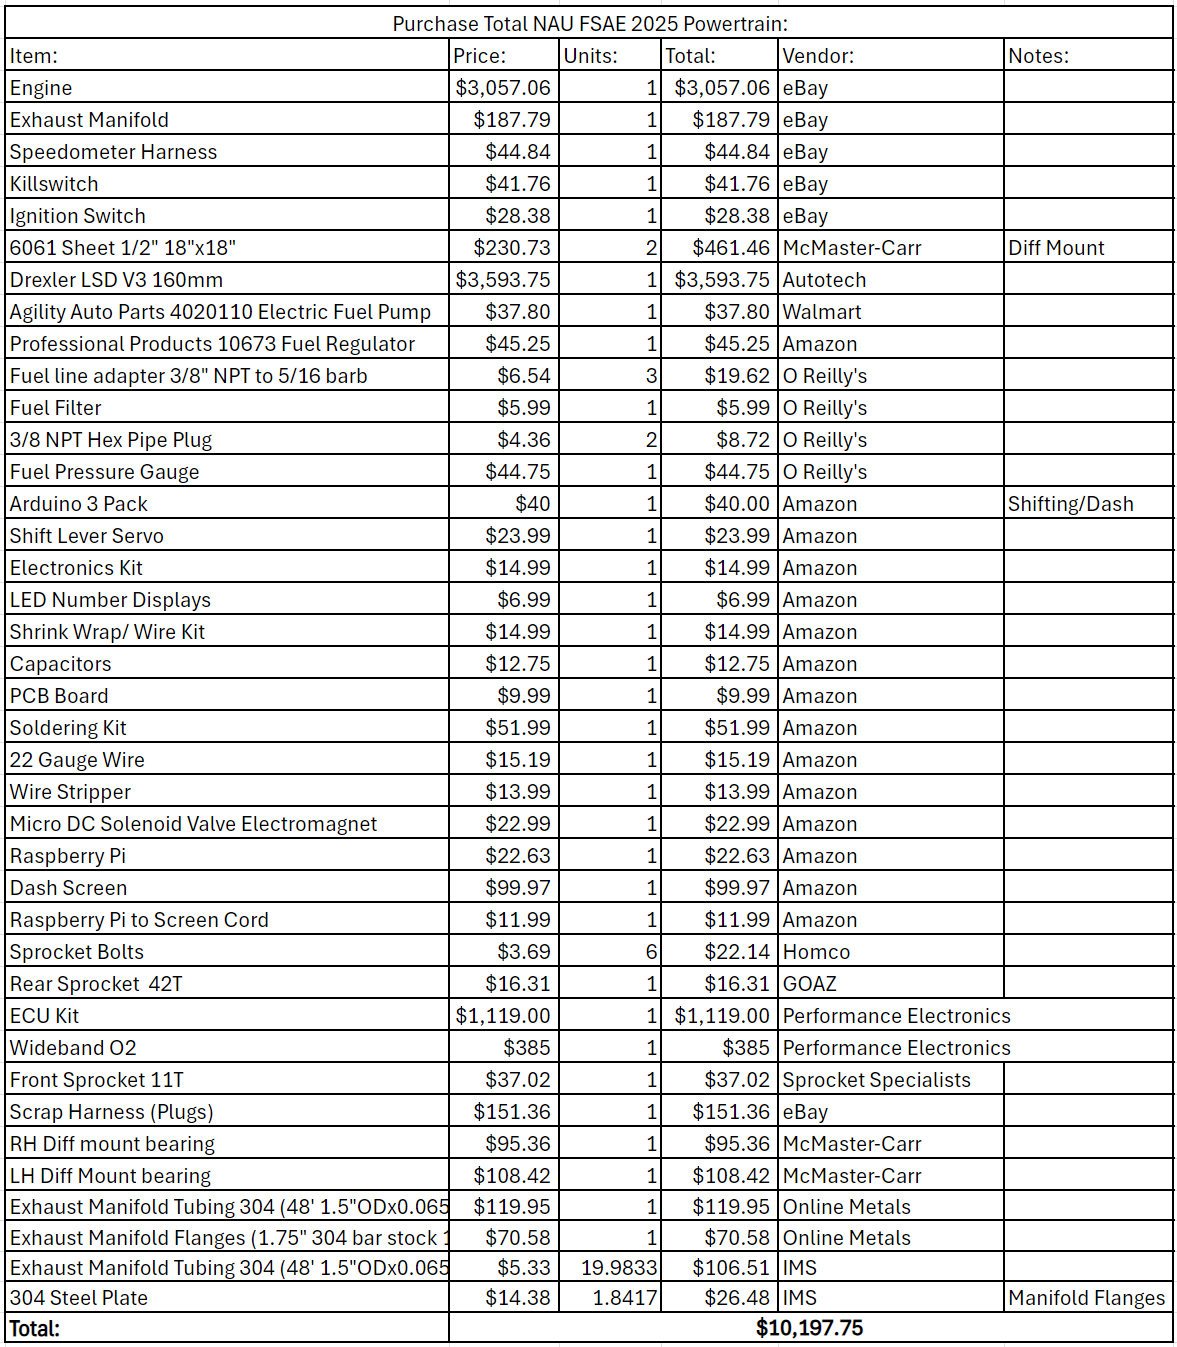 Purchase Total NAU FSAE 2025 Powertrain:
Item: Price: Units: Total: Vendor: Notes:
Engine $3,057.06 1 $3,057.06 eBay
Exhaust Manifold $187.79 1 $187.79 eBay
Speedometer Harness $44.84 1 $44.84 eBay
Killswitch $41.76 1 $41.76 eBay
Ignition Switch $28.38 1 $28.38 eBay
6061 Sheet 1/2" 18"x18" $230.73 2 $461.46 McMaster-Carr Diff Mount
Drexler LSD V3 160mm $3,593.75 1 $3,593.75 Autotech
Agility Auto Parts 4020110 Electric Fuel Pump $37.80 1 $37.80 Walmart
Professional Products 10673 Fuel Regulator $45.25 1 $45.25 Amazon
Fuel line adapter 3/8" NPT to 5/16 barb $6.54 3 $19.62 O Reilly's
Fuel Filter $5.99 1 $5.99 O Reilly's
3/8 NPT Hex Pipe Plug $4.36 2 $8.72 O Reilly's
Fuel Pressure Gauge $44.75 1 $44.75 O Reilly's
Arduino 3 Pack $40 1 $40.00 Amazon Shifting/Dash
Shift Lever Servo $23.99 1 $23.99 Amazon
Electronics Kit $14.99 1 $14.99 Amazon
LED Number Displays $6.99 1 $6.99 Amazon
Shrink Wrap/ Wire Kit $14.99 1 $14.99 Amazon
Capacitors $12.75 1 $12.75 Amazon
PCB Board $9.99 1 $9.99 Amazon
Soldering Kit $51.99 1 $51.99 Amazon
22 Gauge Wire $15.19 1 $15.19 Amazon
Wire Stripper $13.99 1 $13.99 Amazon
Micro DC Solenoid Valve Electromagnet $22.99 1 $22.99 Amazon
Raspberry Pi $22.63 1 $22.63 Amazon
Dash Screen $99.97 1 $99.97 Amazon
Raspberry Pi to Screen Cord $11.99 1 $11.99 Amazon
Sprocket Bolts $3.69 6 $22.14 Homco
Rear Sprocket 42T $16.31 1 $16.31 GOAZ
ECU Kit $1,119.00 1 $1,119.00 Performance Electronics
Wideband O2 $385 1 $385 Performance Electronics
Front Sprocket 11T $37.02 1 $37.02 Sprocket Specialists
Scrap Harness (Plugs) $151.36 1 $151.36 eBay
RH Diff mount bearing $95.36 1 $95.36 McMaster-Carr
LH Diff Mount bearing $108.42 1 $108.42 McMaster-Carr
Exhaust Manifold Tubing 304 (48' 1.5"ODx0.065 $119.95 1 $119.95 Online Metals
Exhaust Manifold Flanges (1.75" 304 bar stock $70.58 1 $70.58 Online Metals
Exhaust Manifold Tubing 304 (48' 1.5"ODx0.065 $5.33 19.9833 $106.51 IMS
304 Steel Plate $14.38 1.8417 $26.48 IMS Manifold Flanges
Total: $10,197.75